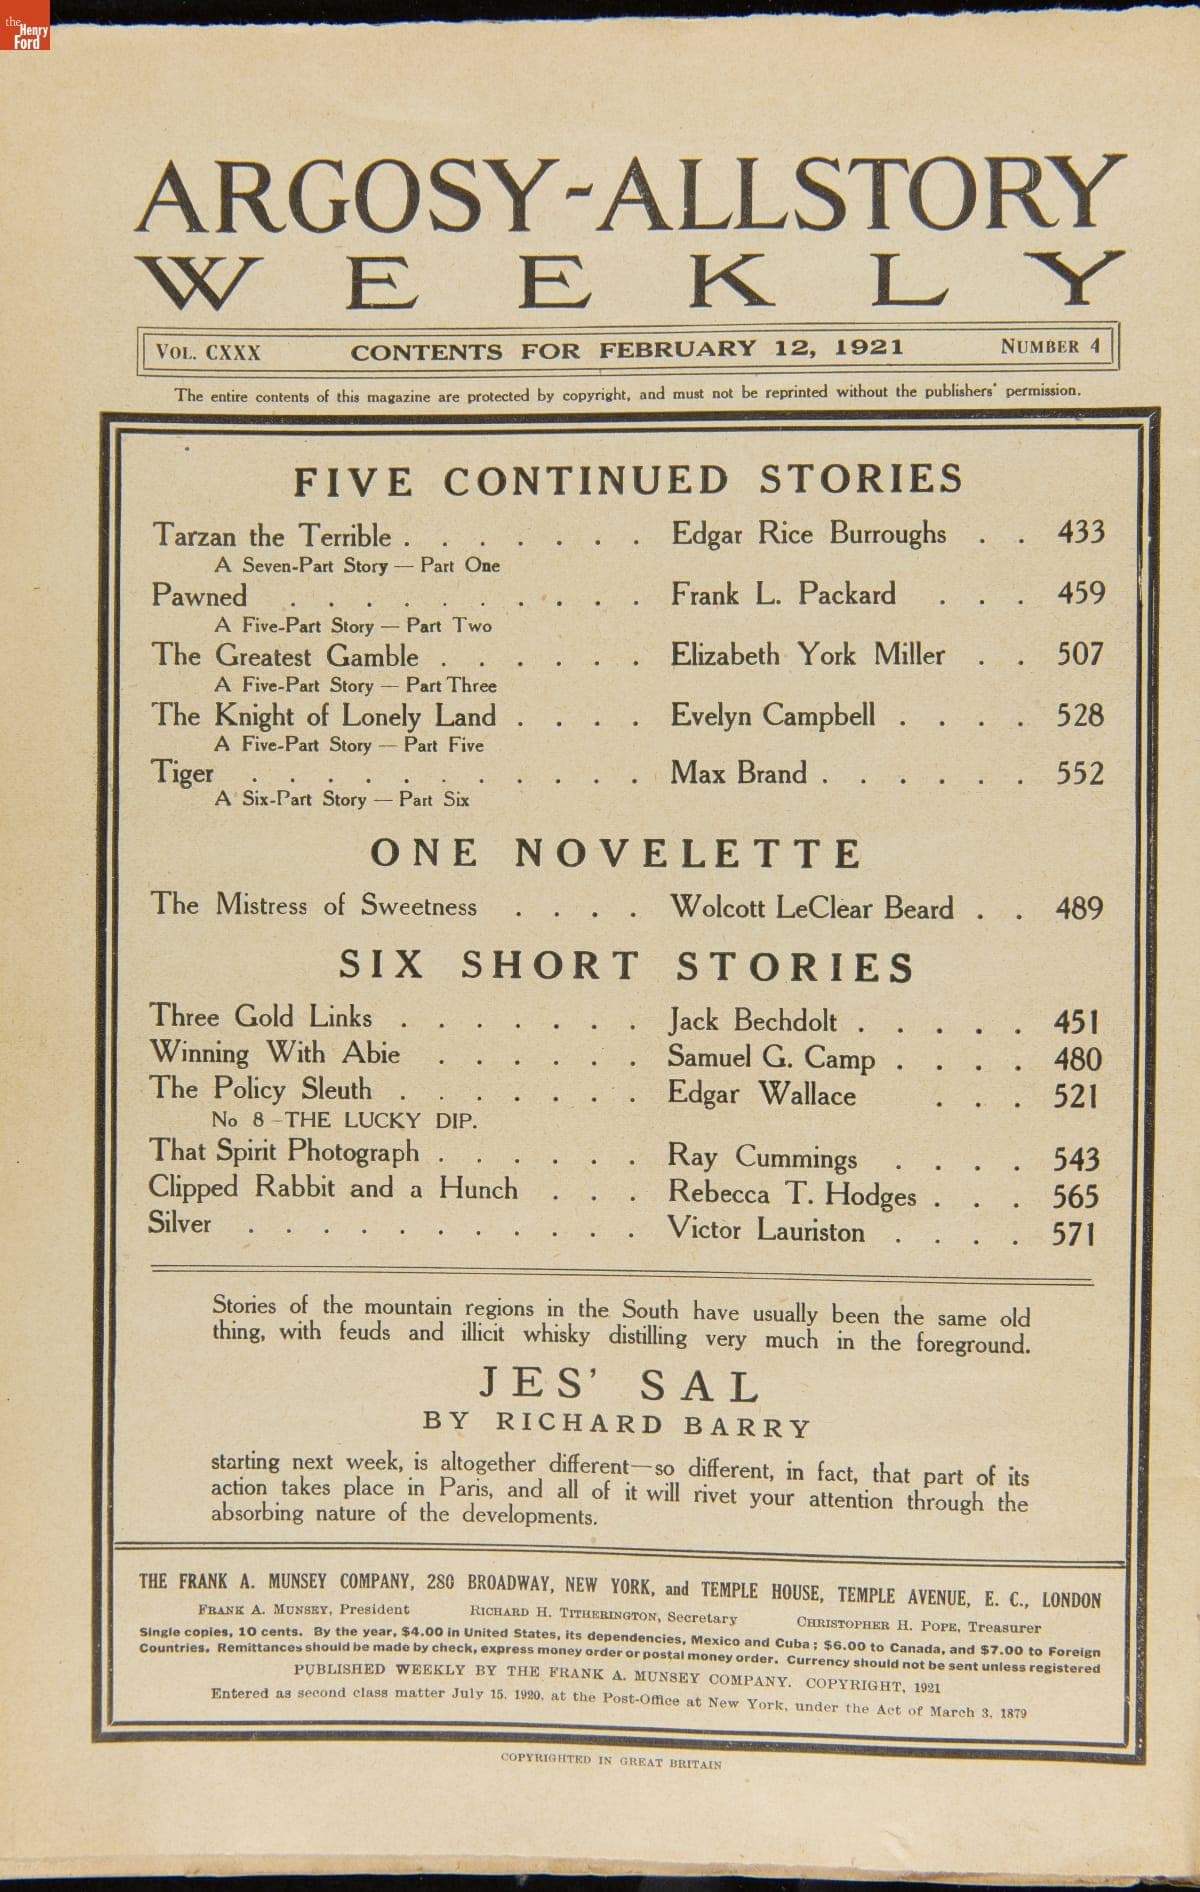 the
Henry
Ford
ARGOSY-ALLSTORY
WEEKLY
VOL. CXXX CONTENTS FOR FEBRUARY 12, 1921 NUMBER 4
The entire contents of this magazine are protected by copyright, and must not be reprinted without the publishers' permission.
FIVE CONTINUED STORIES
Tarzan the Terrible . . . . . . . Edgar Rice Burroughs . . 433
A Seven-Part Story — Part One
Pawned . . . . . . . . . . Frank L. Packard . . . 459
A Five-Part Story — Part Two
The Greatest Gamble . . . . . . Elizabeth York Miller . . 507
A Five-Part Story — Part Three
The Knight of Lonely Land . . . . Evelyn Campbell . . . . 528
A Five-Part Story — Part Five
Tiger . . . . . . . . . . . Max Brand . . . . . . 552
A Six-Part Story — Part Six
ONE NOVELETTE
The Mistress of Sweetness . . . . Wolcott LeClear Beard . . 489
SIX SHORT STORIES
Three Gold Links . . . . . . . Jack Bechdolt . . . . . 451
Winning With Abie . . . . . . Samuel G. Camp . . . . 480
The Policy Sleuth . . . . . . . Edgar Wallace . . . 521
No 8 -THE LUCKY DIP.
That Spirit Photograph . . . . . . Ray Cummings . . . . 543
Clipped Rabbit and a Hunch . . . Rebecca T. Hodges . . . 565
Silver . . . . . . . . . . . Victor Lauriston . . . . 571
Stories of the mountain regions in the South have usually been the same old
thing, with feuds and illicit whisky distilling very much in the foreground.
JES' SAL
BY RICHARD BARRY
starting next week, is altogether different—so different, in fact, that part of its
action takes place in Paris, and all of it will rivet your attention through the
absorbing nature of the developments.
THE FRANK A. MUNSEY COMPANY, 280 BROADWAY, NEW YORK, and TEMPLE HOUSE, TEMPLE AVENUE, E. C., LONDON
FRANK A. MUNSEY, President RICHARD H. TITHERINGTON, Secretary CHRISTOPHER H. POPE, Treasurer
Single copies, 10 cents. By the year, $4.00 in United States, its dependencies, Mexico and Cuba; $6.00 to Canada, and $7.00 to Foreign
Countries. Remittances should be made by check, express money order or postal money order. Currency should not be sent unless registered
PUBLISHED WEEKLY BY THE FRANK A. MUNSEY COMPANY. COPYRIGHT, 1921
Entered as second class matter July 15, 1920, at the Post-Office at New York, under the Act of March 3, 1879
COPYRIGHTED IN GREAT BRITAIN